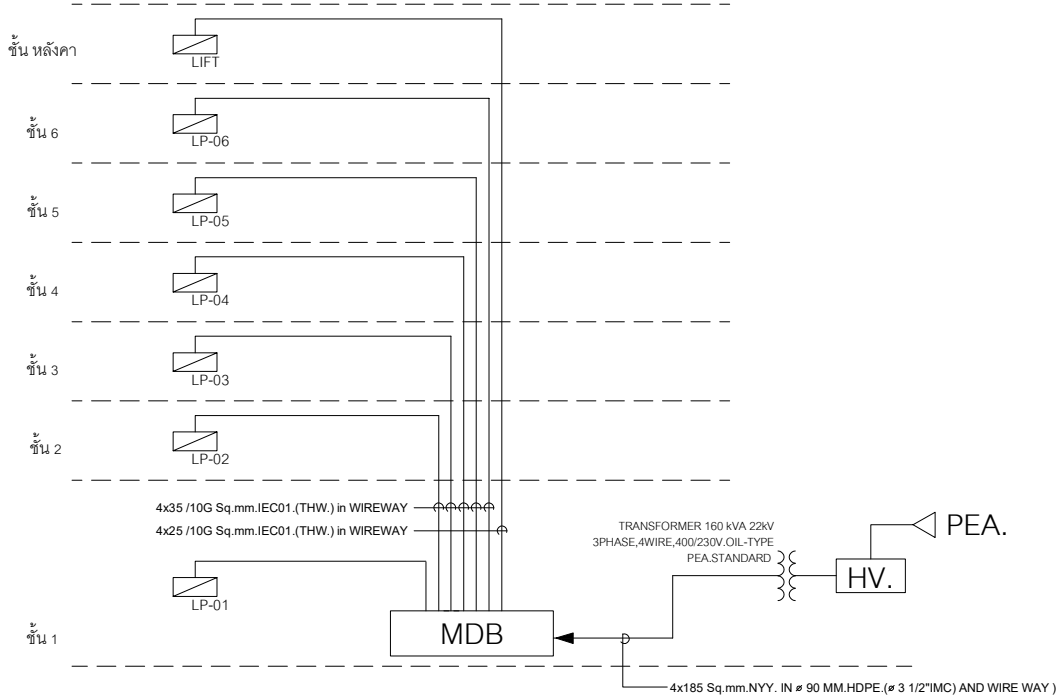 ชั้น หลังคา
LIFT
ชั้น 6
LP-06
ชั้น 5
LP-05
ชั้น 4
LP-04
ชั้น 3
LP-03
ชั้น 2
LP-02
4x35 /10G Sq.mm.IEC01.(THW.) in WIREWAY
4x25 /10G Sq.mm.IEC01.(THW.) in WIREWAY
TRANSFORMER 160 kVA 22kV
3PHASE,4WIRE,400/230V.OIL-TYPE
PEA.STANDARD
PEA.
HV.
LP-01
ชั้น 1
MDB
4x185 Sq.mm.NYY. IN ø 90 MM.HDPE.(ø 3 1/2"IMC) AND WIRE WAY )